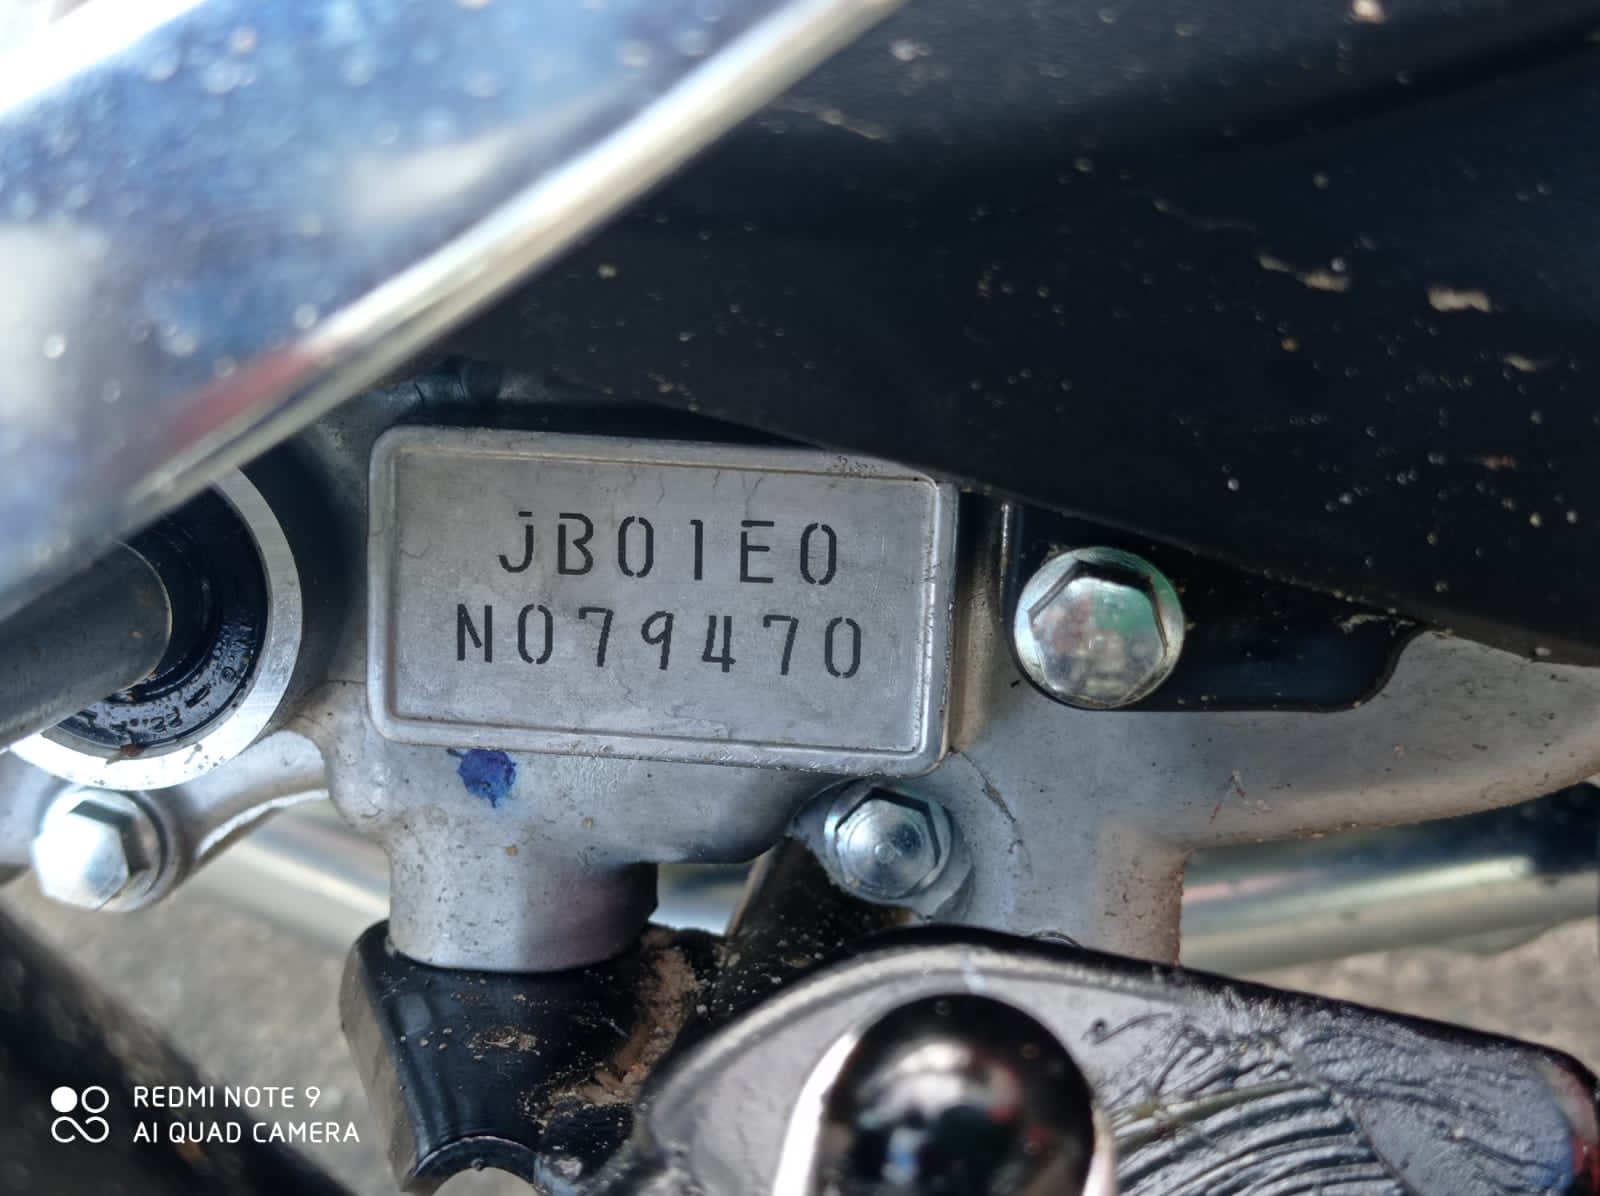 JB01E0
N079470
REDMI NOTE 9
AI QUAD CAMERA